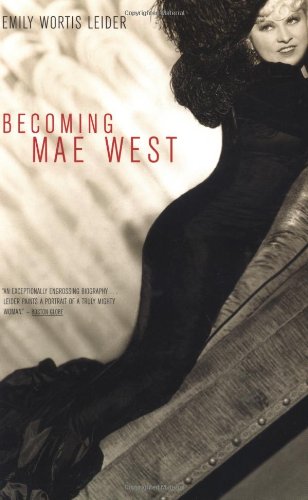 EMILY WORTIS LEIDER
BECOMING
MAE WEST
"AN EXCEPTIONALLY ENGROSSING BIOGRAPHY . . .
LEIDER PAINTS A PORTRAIT OF A TRULY MIGHTY
WOMAN." – BOSTON GLOBE